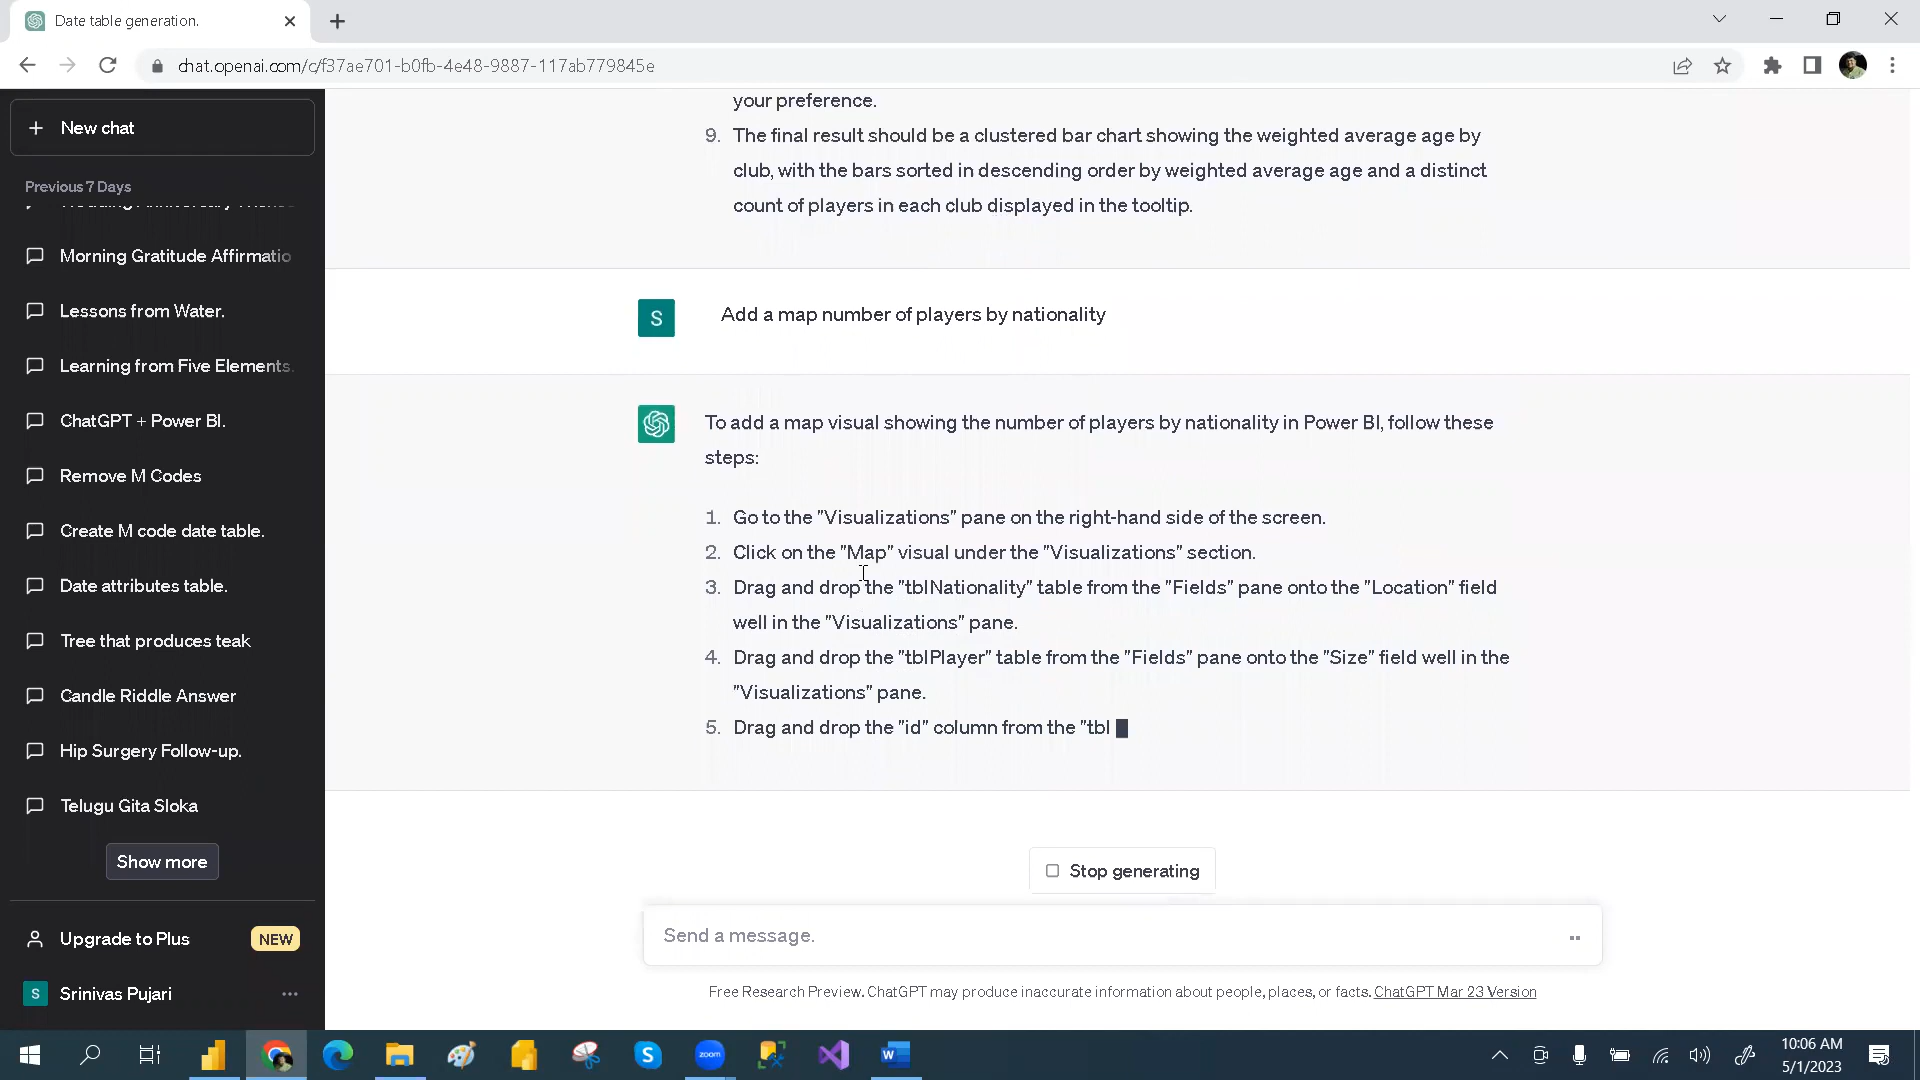 Date table generation.
chat.openai.com/c/f37ae701-b0fb-4e48-9887-117ab779845e
New chat
Previous 7 Days
Morning Gratitude Affirmatio
Lessons from Water.
Learning from Five Elements.
ChatGPT + Power BI.
Remove M Codes
Create M code date table.
Date attributes table.
Tree that produces teak
Candle Riddle Answer
Hip Surgery Follow-up.
Telugu Gita Sloka
Show more
Upgrade to Plus NEW
S Srinivas Pujari
your preference.
9. The final result should be a clustered bar chart showing the weighted average age by
club, with the bars sorted in descending order by weighted average age and a distinct
count of players in each club displayed in the tooltip.
S Add a map number of players by nationality
To add a map visual showing the number of players by nationality in Power BI, follow these
steps:
1. Go to the "Visualizations" pane on the right-hand side of the screen.
2. Click on the "Map" visual under the "Visualizations" section.
3. Drag and drop the "tblNationality" table from the "Fields" pane onto the "Location" field
well in the "Visualizations" pane.
4. Drag and drop the "tblPlayer" table from the "Fields" pane onto the "Size" field well in the
"Visualizations" pane.
5. Drag and drop the "id" column from the "tbl
Stop generating
Send a message.
Free Research Preview. ChatGPT may produce inaccurate information about people, places, or facts. ChatGPT Mar 23 Version
zoom
W
10:06 AM
5/1/2023